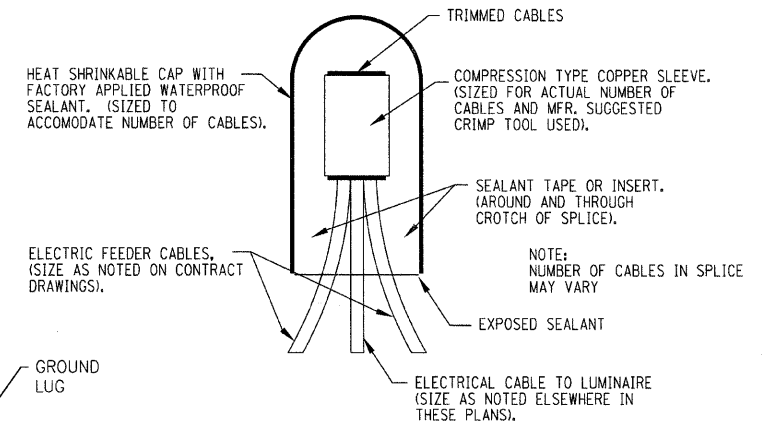 TRIMMED CABLES
HEAT SHRINKABLE CAP WITH
FACTORY APPLIED WATERPROOF
SEALANT. (SIZED TO
ACCOMODATE NUMBER OF CABLES).
COMPRESSION TYPE COPPER SLEEVE.
(SIZED FOR ACTUAL NUMBER OF
CABLES AND MFR. SUGGESTED
CRIMP TOOL USED).
SEALANT TAPE OR INSERT.
(AROUND AND THROUGH
CROTCH OF SPLICE).
ELECTRIC FEEDER CABLES,
(SIZE AS NOTED ON CONTRACT
DRAWINGS).
NOTE:
NUMBER OF CABLES IN SPLICE
MAY VARY
EXPOSED SEALANT
GROUND
LUG
ELECTRICAL CABLE TO LUMINAIRE
(SIZE AS NOTED ELSEWHERE IN
THESE PLANS).